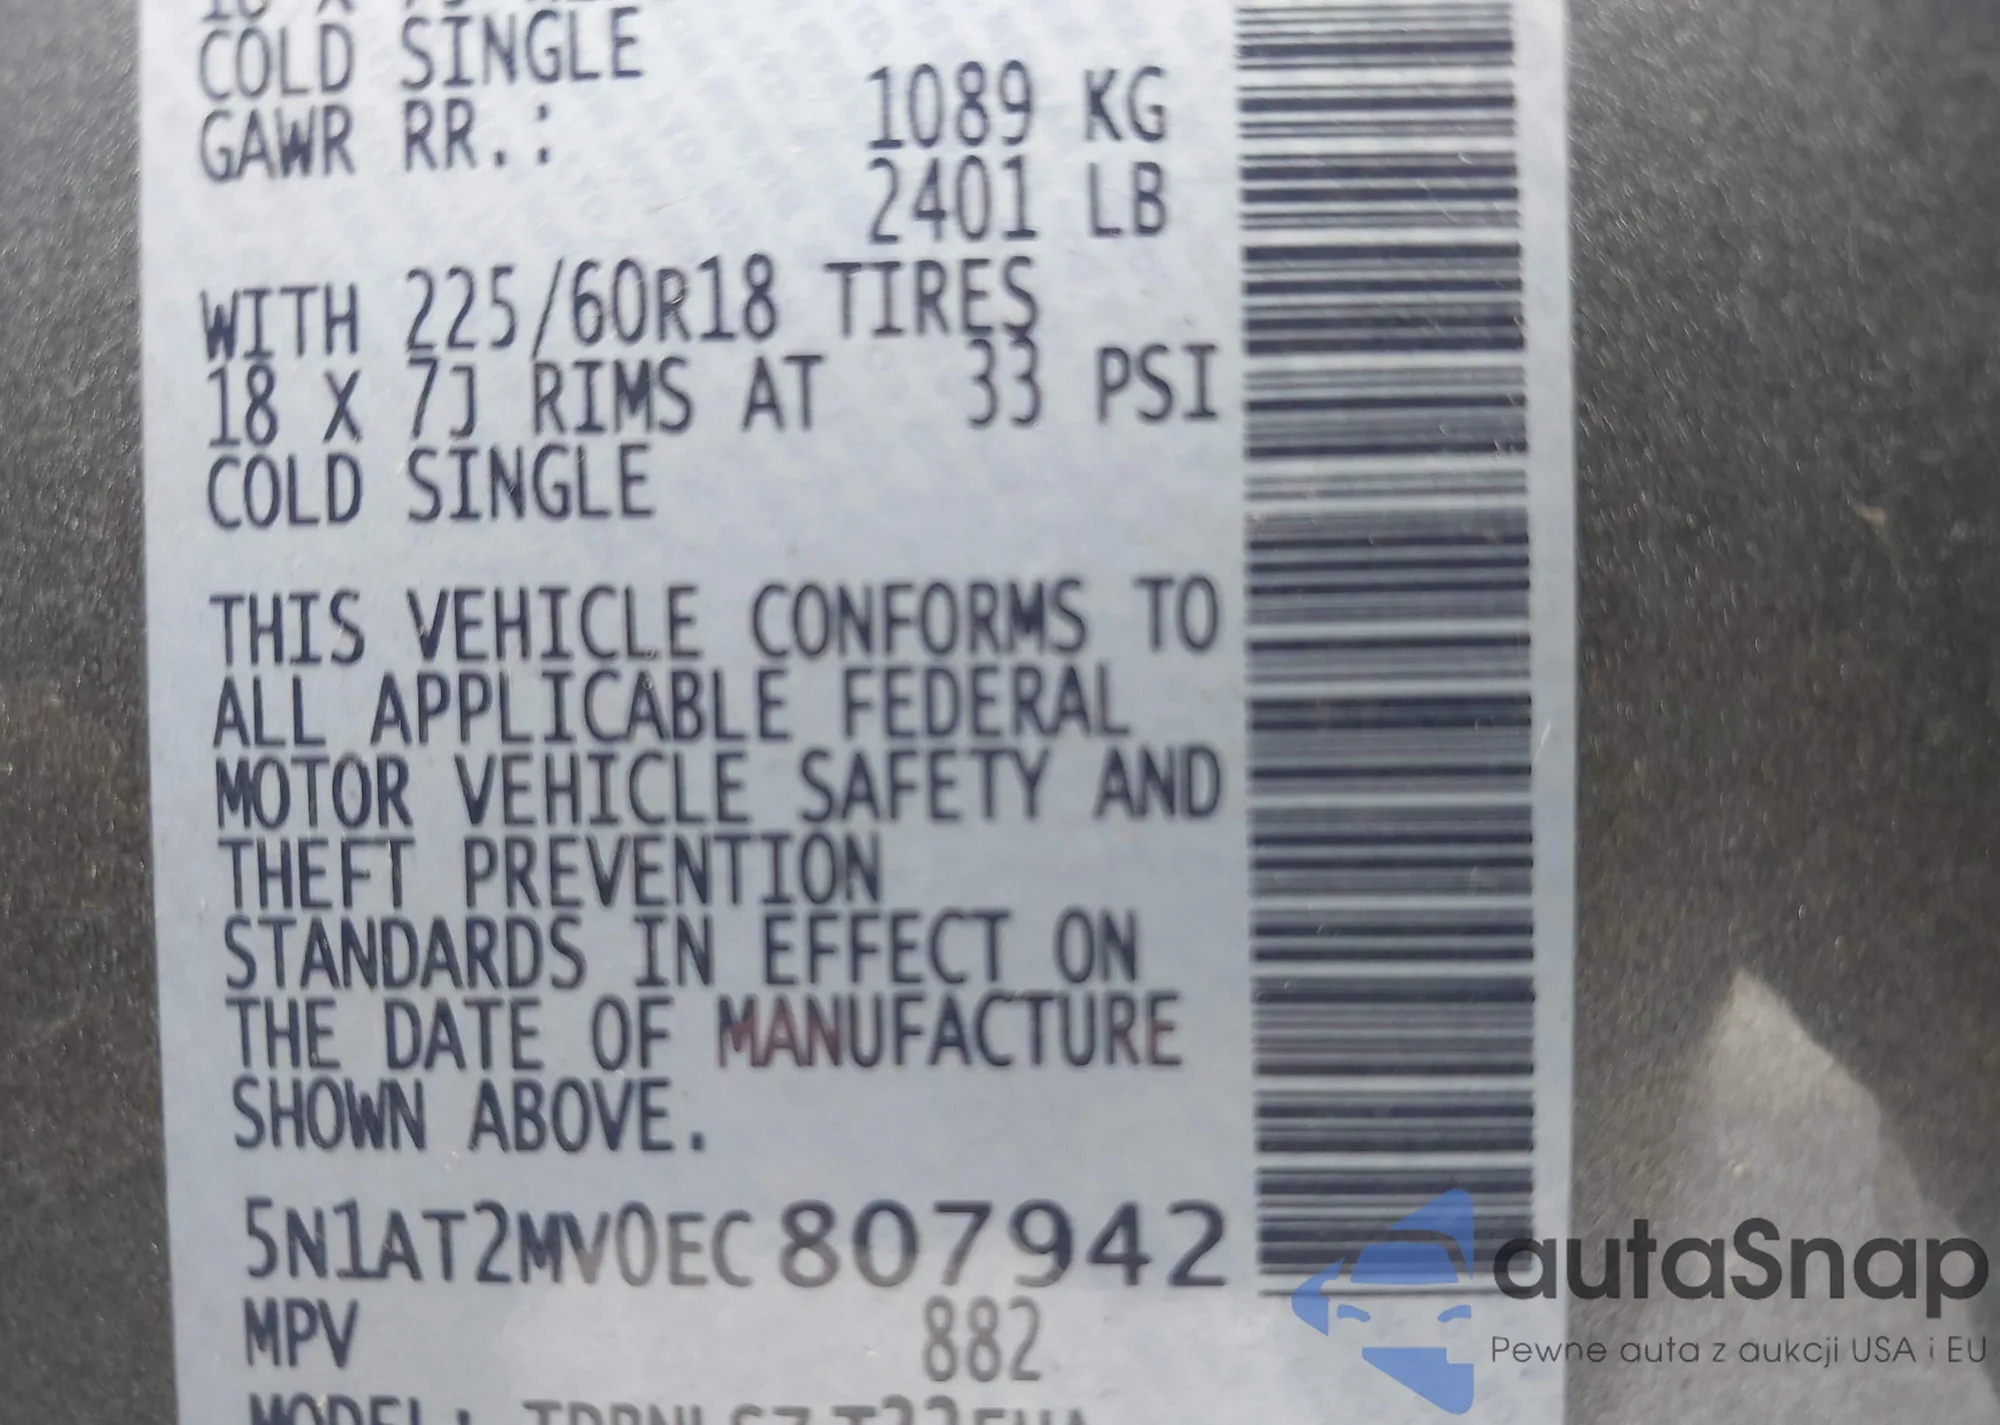 COLD SINGLE
GAWR RR.: 1089 KG
2401 LB
WITH 225/60R18 TIRES
18 X 7J RIMS AT 33 PSI
COLD SINGLE
THIS VEHICLE CONFORMS TO
ALL APPLICABLE FEDERAL
MOTOR VEHICLE SAFETY AND
THEFT PREVENTION
STANDARDS IN EFFECT ON
THE DATE OF MANUFACTURE
SHOWN ABOVE.
5N1AT2MV0EC807942
MPV 882
MODEL:
autaSnap
Pewne auta z aukcji USA i EU